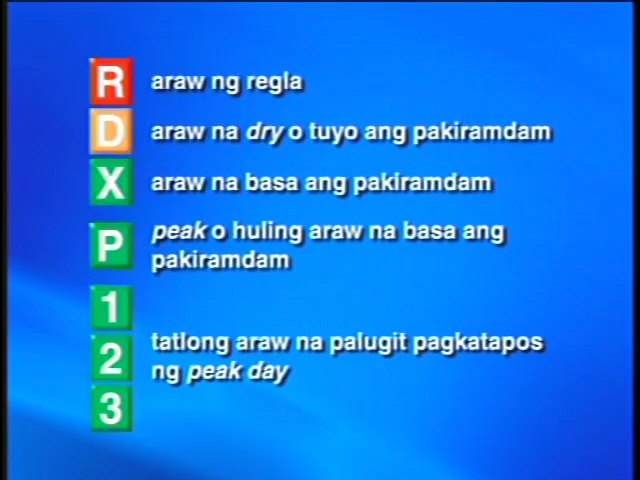 R araw ng regla
D araw na dry o tuyo ang pakiramdam
X araw na basa ang pakiramdam
P peak o huling araw na basa ang
pakiramdam
1
2
3
tatlong araw na palugit pagkatapos
ng peak day